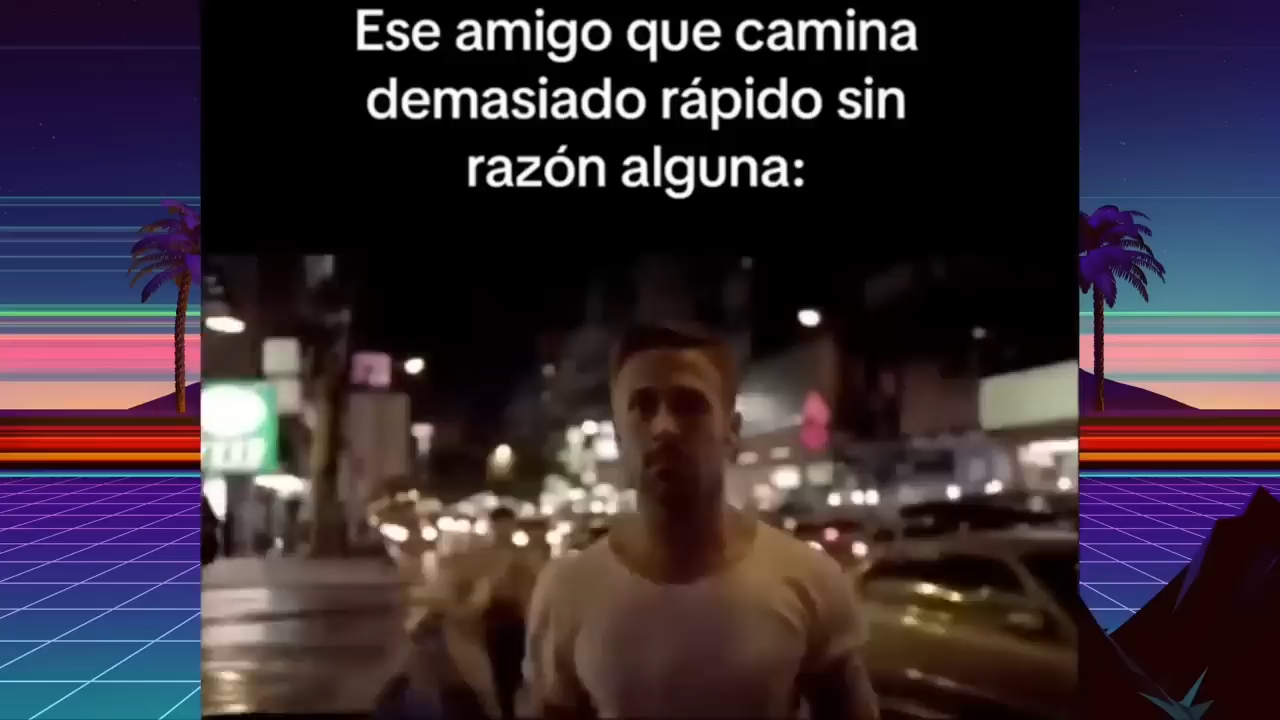 Ese amigo que camina
demasiado rápido sin
razón alguna: